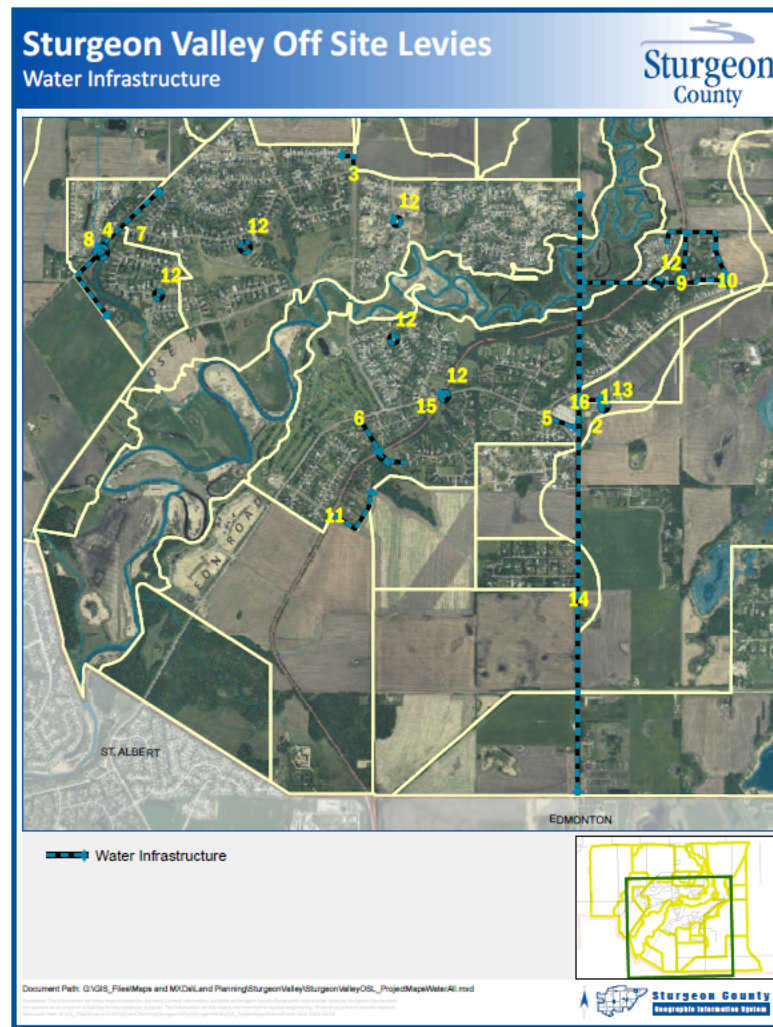 Sturgeon Valley Off Site Levies
Water Infrastructure
Sturgeon
County
3
12
4
7
8
12
12
12
9
10
12
12
15
16
1
13
5
2
6
11
GEON ROAD
14
ST. ALBERT
EDMONTON
Water Infrastructure
Document Path: G:\GIS_Files\Maps and MXDs\Land Planning\SturgeonValley\SturgeonValleyOSL_ProjectMapsWaterAll.mxd
Sturgeon County
Geographic Information System